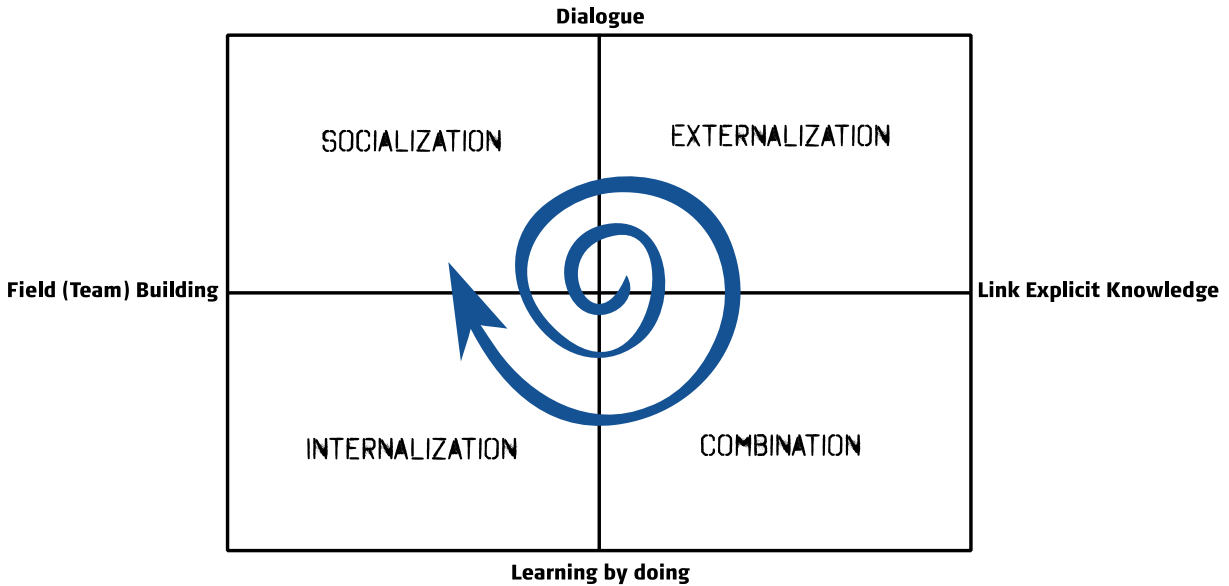 Dialogue
SOCIALIZATION
EXTERNALIZATION
Field (Team) Building
Link Explicit Knowledge
INTERNALIZATION
COMBINATION
Learning by doing